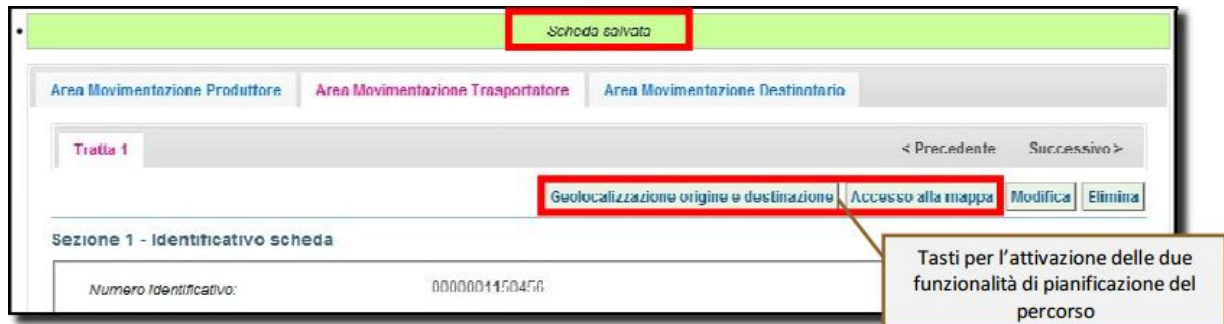 Scheda salvata
Area Movimentazione Produttore Area Movimentazione Trasportatore Area Movimentazione Destinatario
Tratta 1 < Precedente Successivo >
Geolocalizzazione origine e destinazione Accesso alla mappa Modifica Elimina
Sezione 1 - Identificativo scheda
Numero Identificativo: 0000001150456
Tasti per l'attivazione delle due
funzionalità di pianificazione del
percorso